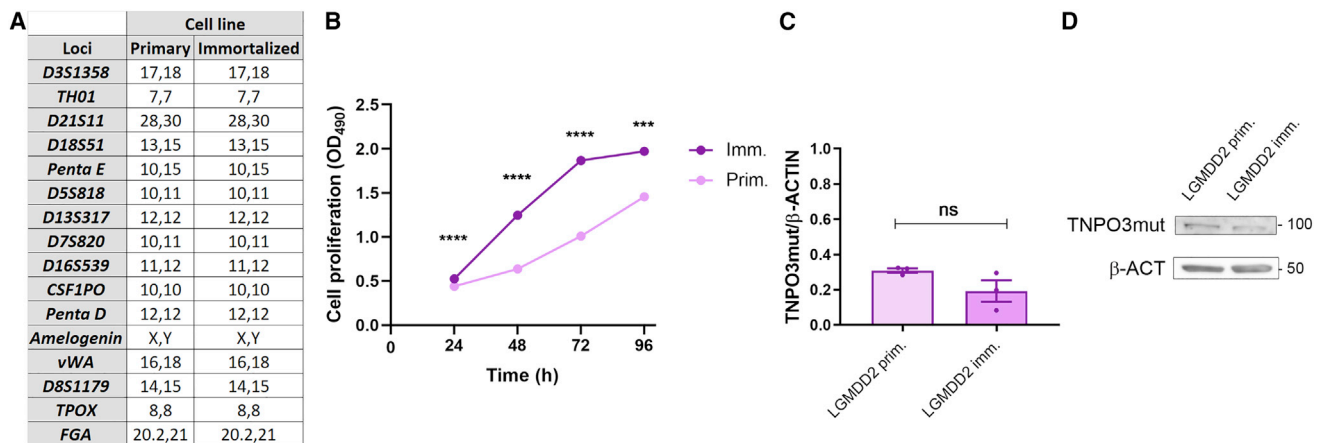 A
Cell line
Loci Primary Immortalized
D3S1358 17,18 17,18
TH01 7,7 7,7
D21S11 28,30 28,30
D18S51 13,15 13,15
Penta E 10,15 10,15
D5S818 10,11 10,11
D13S317 12,12 12,12
D7S820 10,11 10,11
D16S539 11,12 11,12
CSF1PO 10,10 10,10
Penta D 12,12 12,12
Amelogenin X,Y X,Y
vWA 16,18 16,18
D8S1179 14,15 14,15
TPOX 8,8 8,8
FGA 20.2,21 20.2,21
B
Cell proliferation (OD490)
2.5
2.0
1.5
1.0
0.5
0.0
**** **** **** ***
0 24 48 72 96
Time (h)
Imm.
Prim.
C
TNPO3mut/β-ACTIN
1.0
0.8
0.6
0.4
0.2
0.0
ns
LGMDD2 prim.
LGMDD2 imm.
D
LGMDD2 prim.
LGMDD2 imm.
TNPO3mut - 100
β-ACT - 50